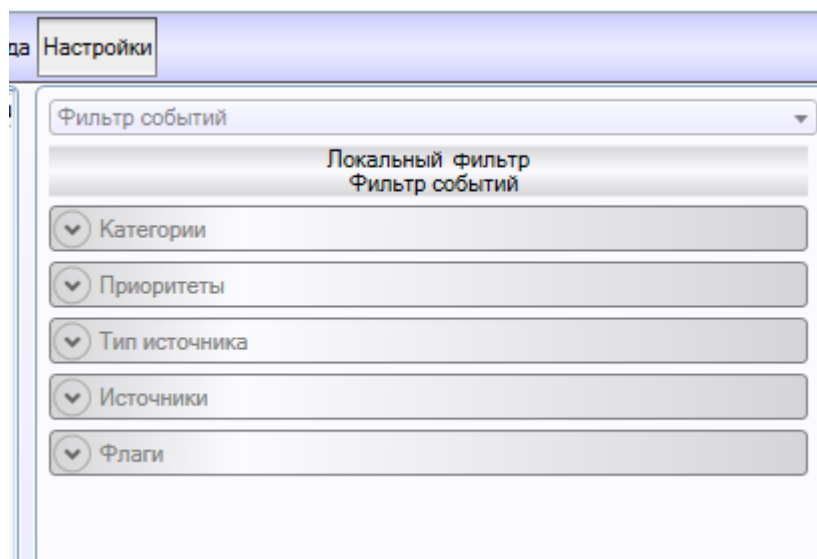 да Настройки
Фильтр событий
Локальный фильтр
Фильтр событий
Категории
Приоритеты
Тип источника
Источники
Флаги